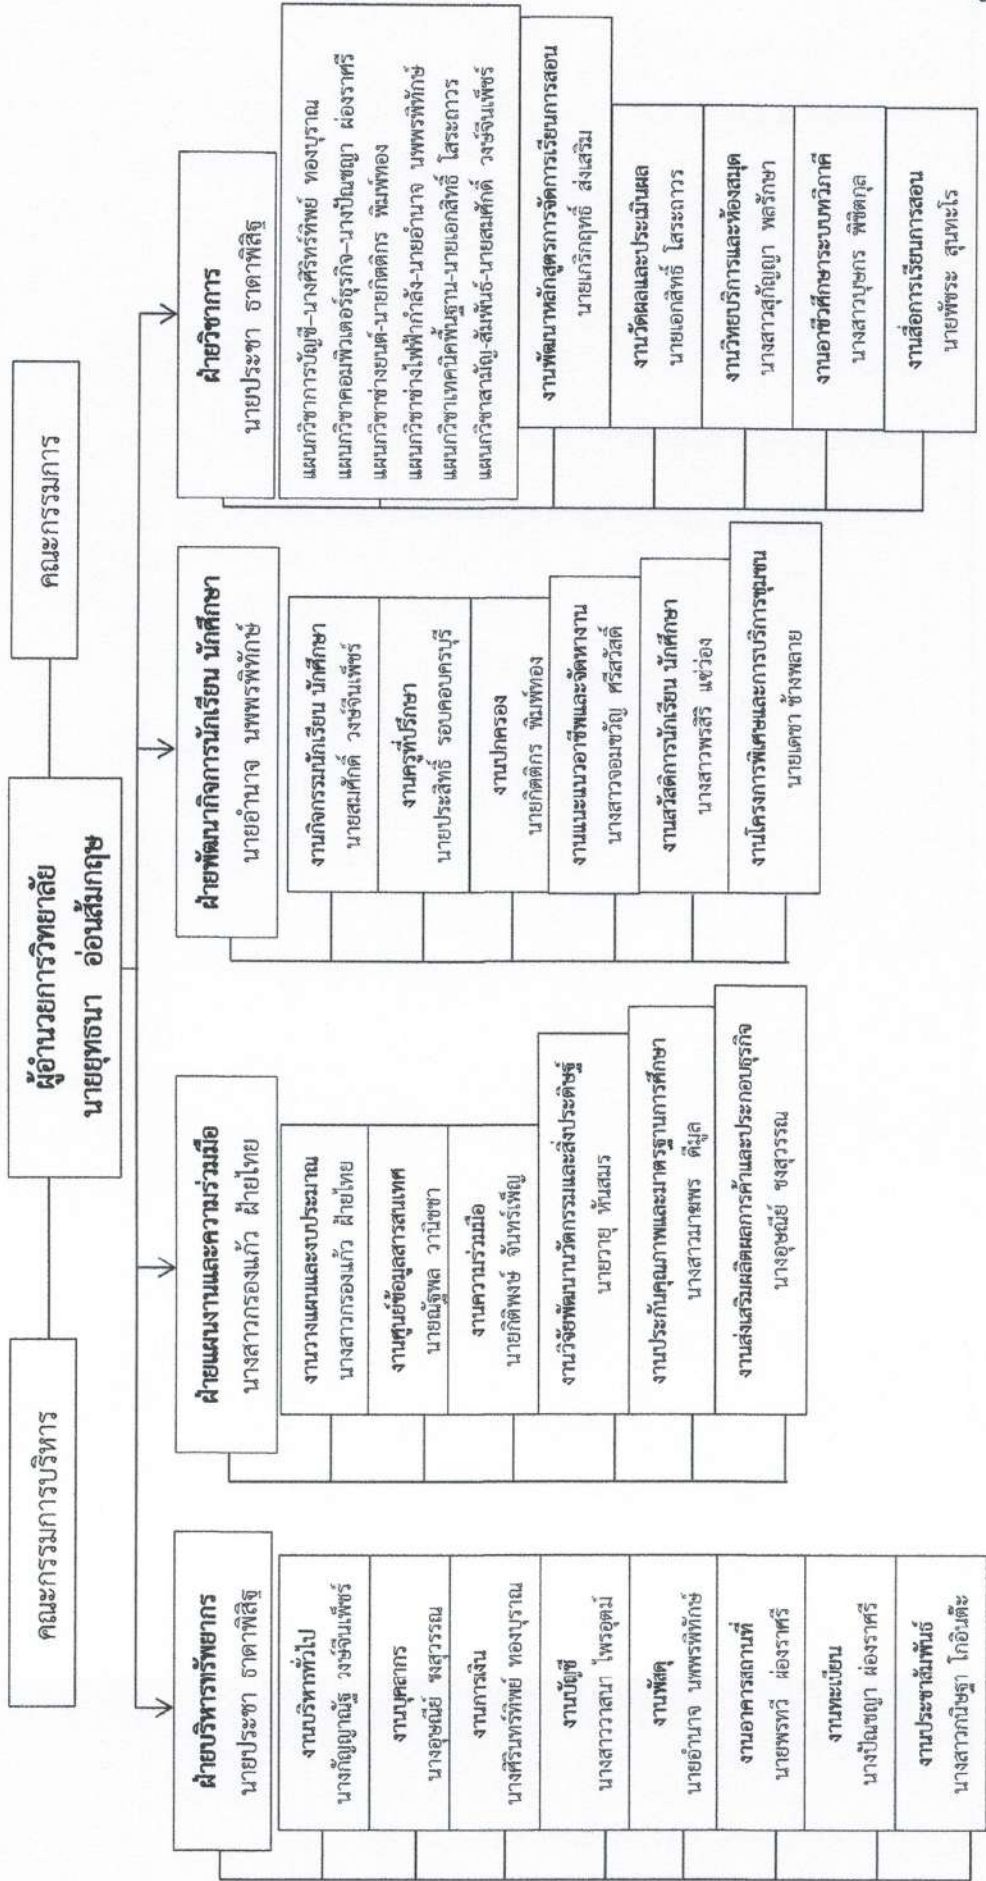 คณะกรรมการบริหาร
ผู้อำนวยการวิทยาลัย
นายยุทธนา อ่อนส้มกฤษ
คณะกรรมการ
ฝ่ายบริหารทรัพยากร
นายประชา ธาดาพิสิฐ
งานบริหารทั่วไป
นางกัญญาณัฐ วงษ์จีนเพ็ชร์
งานบุคลากร
นางอุษณีย์ ชงสุวรรณ
งานการเงิน
นางศิรินทร์ทิพย์ ทองบุราณ
งานบัญชี
นางสาววาสนา ไพรอุดม์
งานพัสดุ
นายอำนาจ นพพรพิทักษ์
งานอาคารสถานที่
นายพรทวี ผ่องราศรี
งานทะเบียน
นางปัณชญา ผ่องราศรี
งานประชาสัมพันธ์
นางสาวกนิษฐา โกอินต๊ะ
ฝ่ายแผนงานและความร่วมมือ
นางสาวกรองแก้ว ฝ้ายไทย
งานวางแผนและงบประมาณ
นางสาวกรองแก้ว ฝ้ายไทย
งานศูนย์ข้อมูลสารสนเทศ
นายณัฐพล วานิชชา
งานความร่วมมือ
นายกิติพงษ์ จันทร์เพ็ญ
งานวิจัยพัฒนานวัตกรรมและสิ่งประดิษฐ์
นายวายุ หันสมร
งานประกันคุณภาพและมาตรฐานการศึกษา
นางสาวมาฆพร ดีมูล
งานส่งเสริมผลิตผลการค้าและประกอบธุรกิจ
นางอุษณีย์ ชงสุวรรณ
ฝ่ายพัฒนากิจการนักเรียน นักศึกษา
นายอำนาจ นพพรพิทักษ์
งานกิจกรรมนักเรียน นักศึกษา
นายสมศักดิ์ วงษ์จีนเพ็ชร์
งานครูที่ปรึกษา
นายประสิทธิ์ รอบคอบครบุรี
งานปกครอง
นายกิตติกร พิมพ์ทอง
งานแนะแนวอาชีพและจัดหางาน
นางสาวจอมขวัญ ศรีสวัสดิ์
งานสวัสดิการนักเรียน นักศึกษา
นางสาวพรสิริ แซ่ว่อง
งานโครงการพิเศษและการบริการชุมชน
นายเดชา ช้างพลาย
ฝ่ายวิชาการ
นายประชา ธาดาพิสิฐ
แผนกวิชาการบัญชี–นางศิริทร์ทิพย์ ทองบุราณ
แผนกวิชาคอมพิวเตอร์ธุรกิจ–นางปัณชญา ผ่องราศรี
แผนกวิชาช่างยนต์-นายกิตติกร พิมพ์ทอง
แผนกวิชาช่างไฟฟ้ากำลัง-นายอำนาจ นพพรพิทักษ์
แผนกวิชาเทคนิคพื้นฐาน-นายเอกสิทธิ์ โสระถาวร
แผนกวิชาสามัญ-สัมพันธ์-นายสมศักดิ์ วงษ์จีนเพ็ชร์
งานพัฒนาหลักสูตรการจัดการเรียนการสอน
นายเกริกฤทธิ์ ส่งเสริม
งานวัดผลและประเมินผล
นายเอกสิทธิ์ โสระถาวร
งานวิทยบริการและห้องสมุด
นางสาวสุกัญญา พลรักษา
งานอาชีวศึกษาระบบทวิภาคี
นางสาวบุษกร พิชิตกุล
งานสื่อการเรียนการสอน
นายพัชระ สุนทะโร